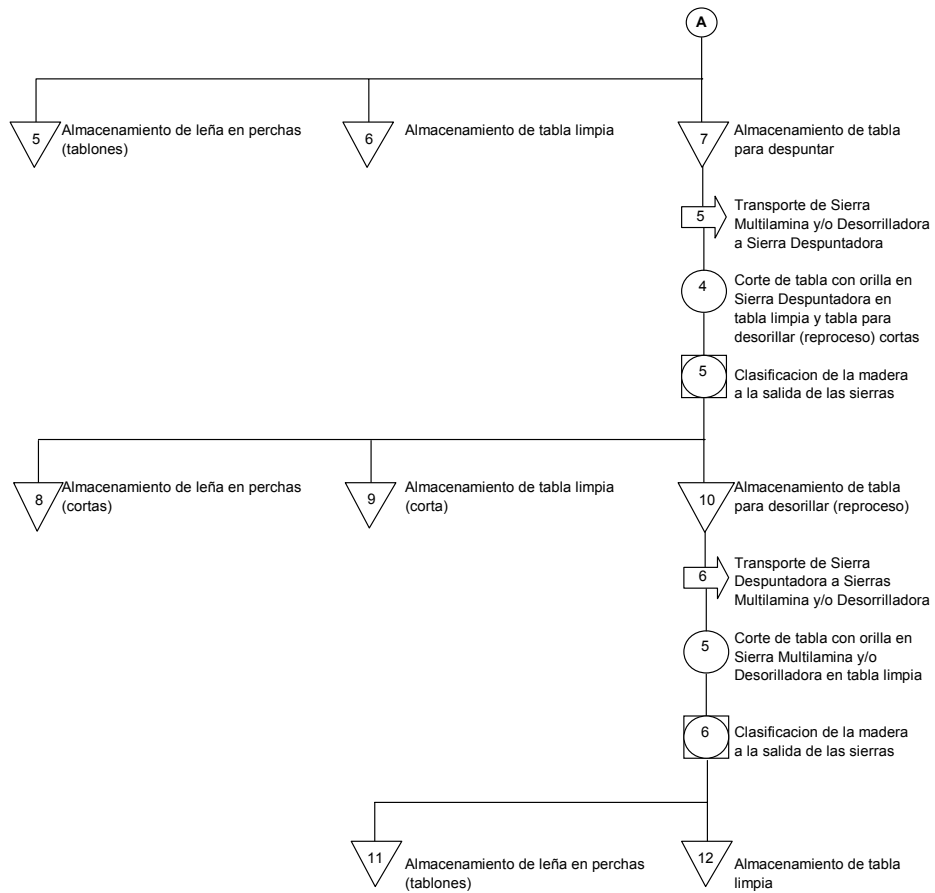 A
5
Almacenamiento de leña en perchas
(tablones)
6
Almacenamiento de tabla limpia
7
Almacenamiento de tabla
para despuntar
5
Transporte de Sierra
Multilamina y/o Desorrilladora
a Sierra Despuntadora
4
Corte de tabla con orilla en
Sierra Despuntadora en
tabla limpia y tabla para
desorillar (reproceso) cortas
5
Clasificacion de la madera
a la salida de las sierras
8
Almacenamiento de leña en perchas
(cortas)
9
Almacenamiento de tabla limpia
(corta)
10
Almacenamiento de tabla
para desorillar (reproceso)
6
Transporte de Sierra
Despuntadora a Sierras
Multilamina y/o Desorrilladora
5
Corte de tabla con orilla en
Sierra Multilamina y/o
Desorilladora en tabla limpia
6
Clasificacion de la madera
a la salida de las sierras
11
Almacenamiento de leña en perchas
(tablones)
12
Almacenamiento de tabla
limpia